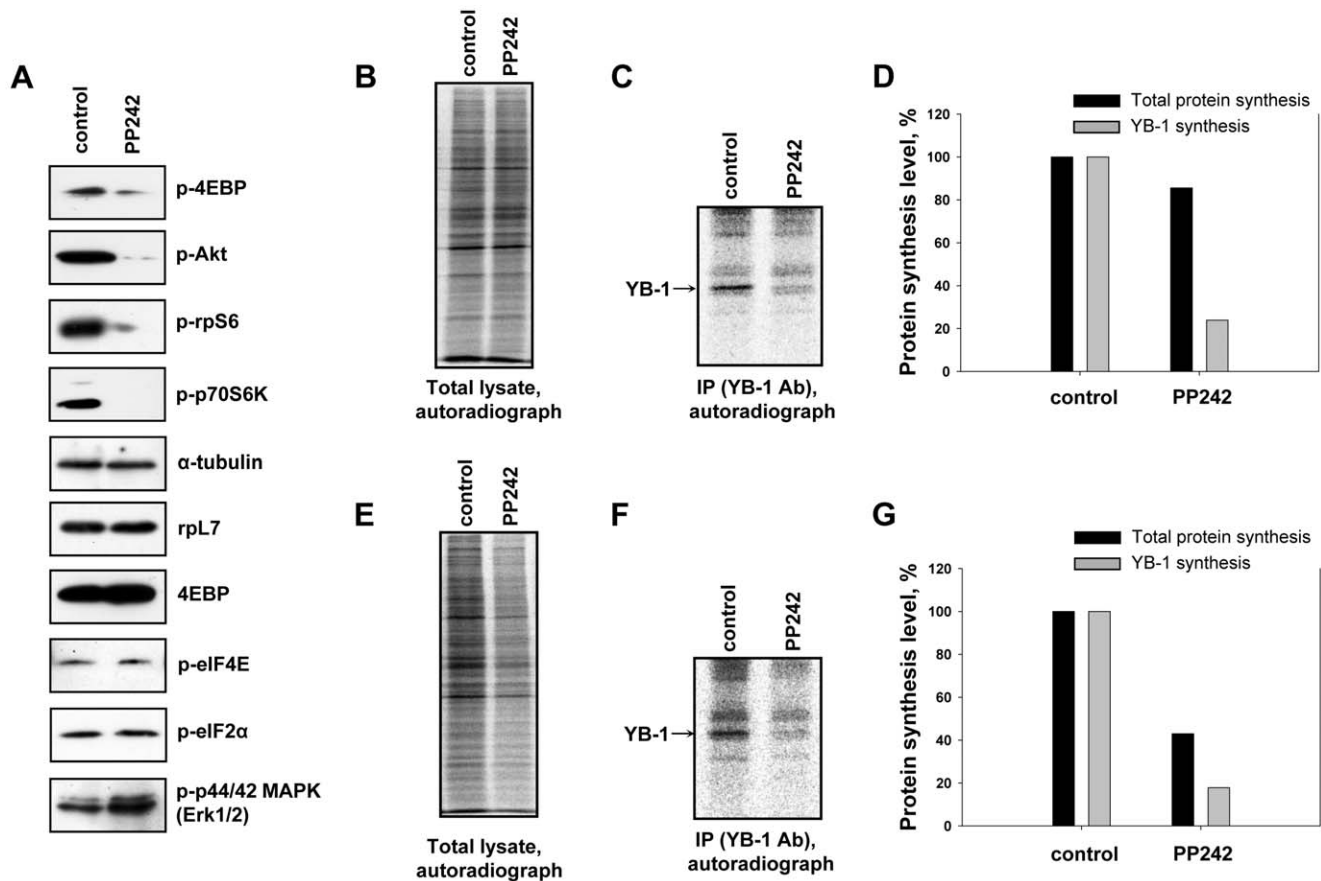 A
control
PP242
p-4EBP
p-Akt
p-rpS6
p-p70S6K
α-tubulin
rpL7
4EBP
p-eIF4E
p-eIF2α
p-p44/42 MAPK
(Erk1/2)
B
control
PP242
Total lysate,
autoradiograph
C
control
PP242
YB-1
IP (YB-1 Ab),
autoradiograph
D
Total protein synthesis
YB-1 synthesis
Protein synthesis level, %
120
100
80
60
40
20
0
control
PP242
E
control
PP242
Total lysate,
autoradiograph
F
control
PP242
YB-1
IP (YB-1 Ab),
autoradiograph
G
Total protein synthesis
YB-1 synthesis
Protein synthesis level, %
120
100
80
60
40
20
0
control
PP242